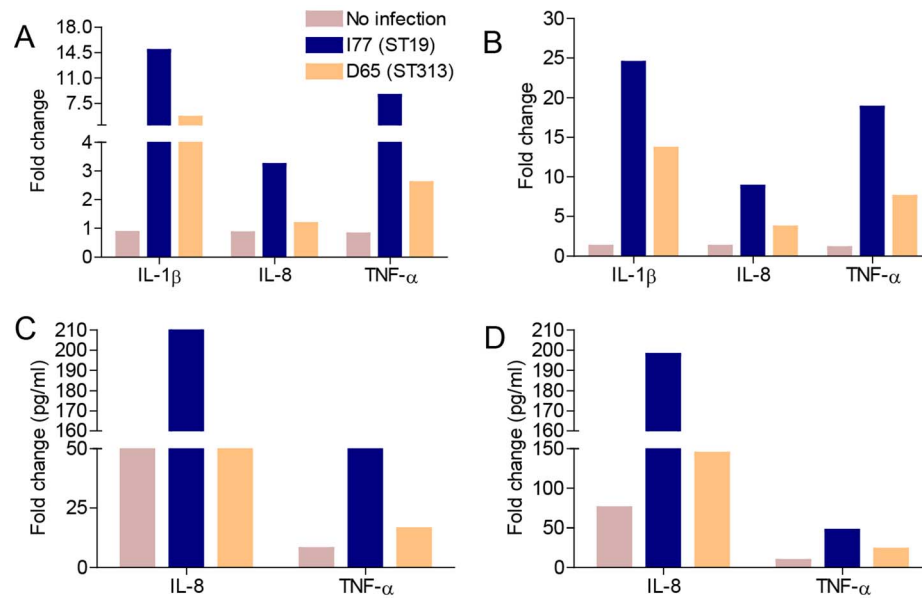 A
Fold change
18.0
14.5
11.0
7.5
4
3
2
1
0
IL-1β
IL-8
TNF-α
No infection
I77 (ST19)
D65 (ST313)
B
Fold change
30
25
20
15
10
5
0
IL-1β
IL-8
TNF-α
C
Fold change (pg/ml)
210
200
190
180
170
160
50
25
0
IL-8
TNF-α
D
Fold change (pg/ml)
210
200
190
180
170
160
150
100
50
0
IL-8
TNF-α